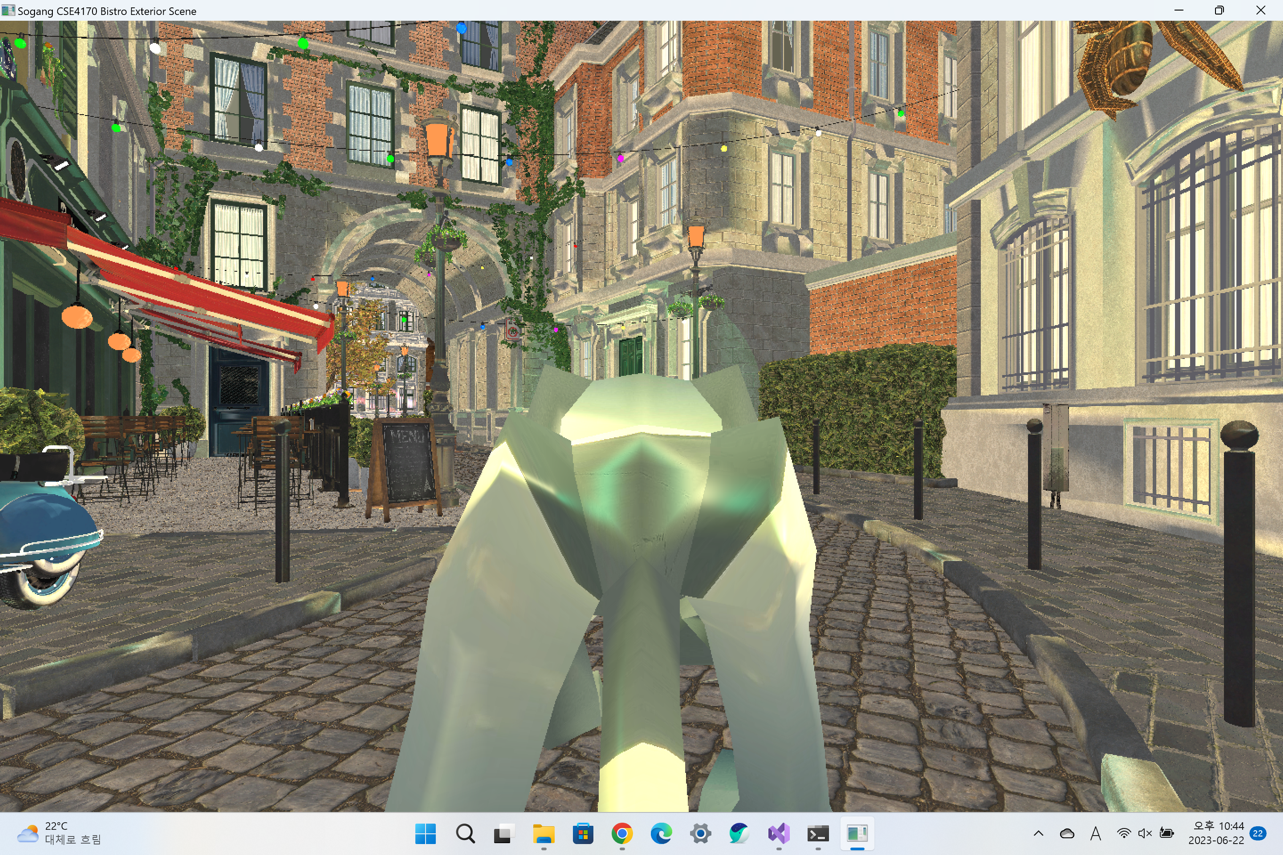 Sogang CSE4170 Bistro Exterior Scene
MENU
22°C
대체로 흐림
A
오후 10:44
2023-06-22
22